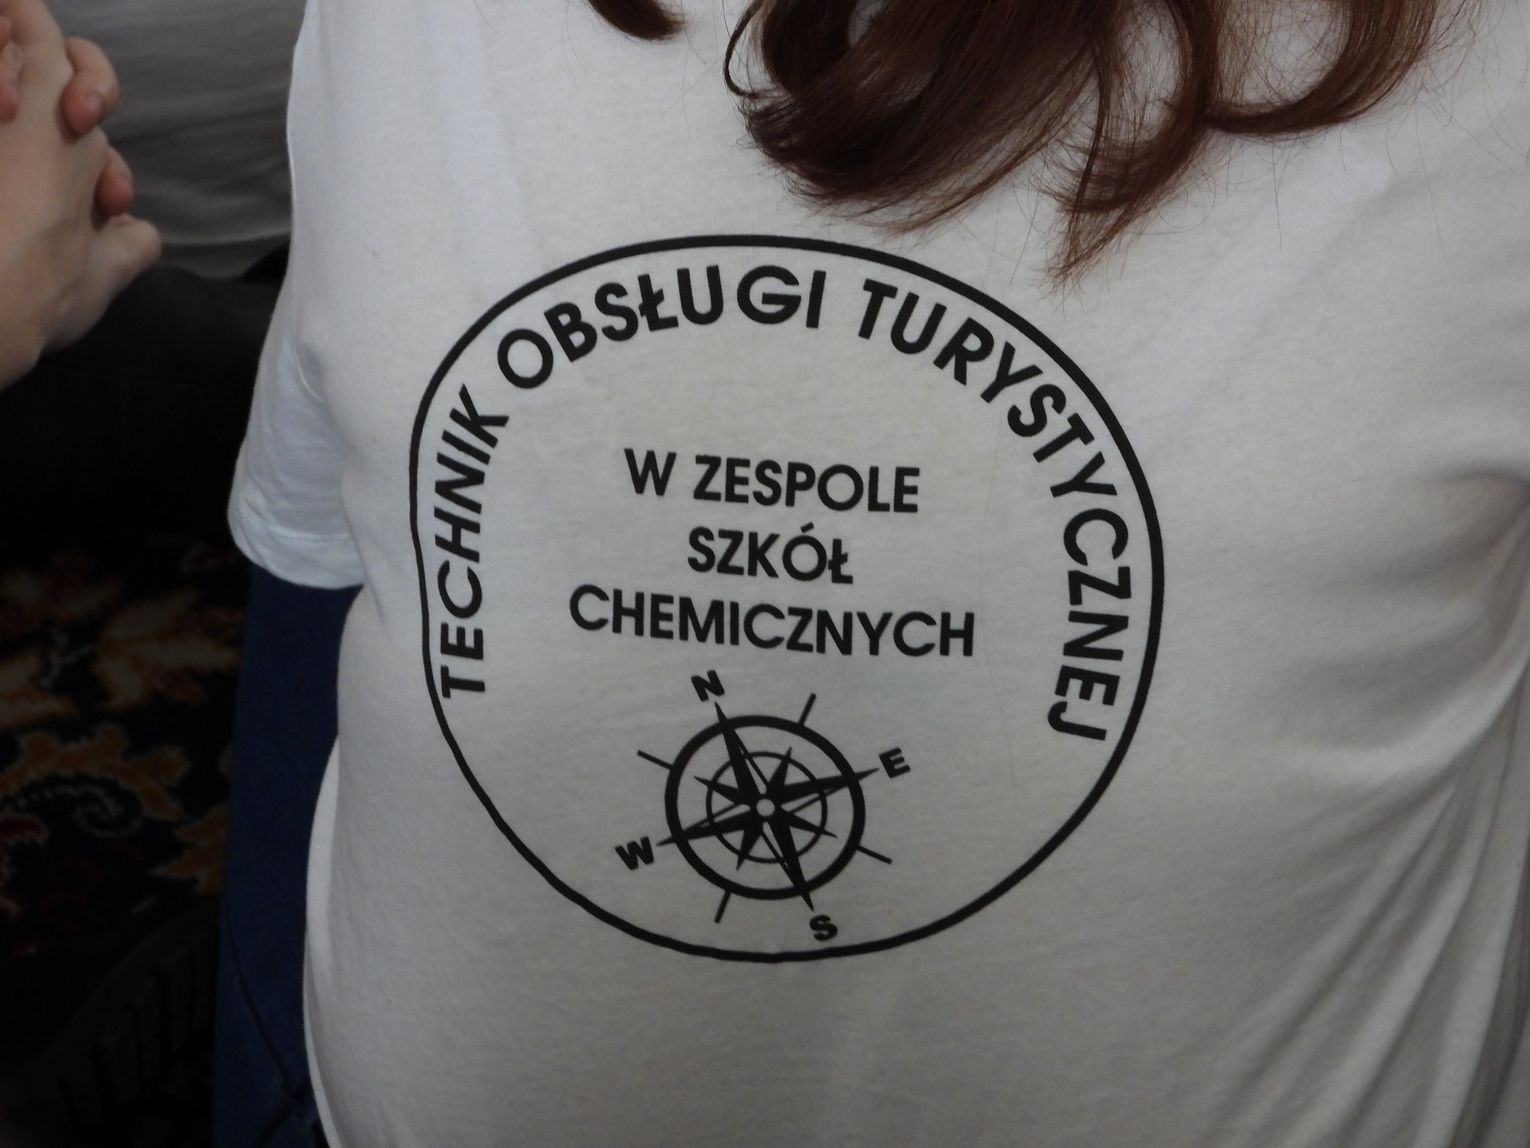 TECHNIK OBSŁUGI TURYSTYCZNEJ
W ZESPOLE
SZKÓŁ
CHEMICZNYCH
N
E
W
S